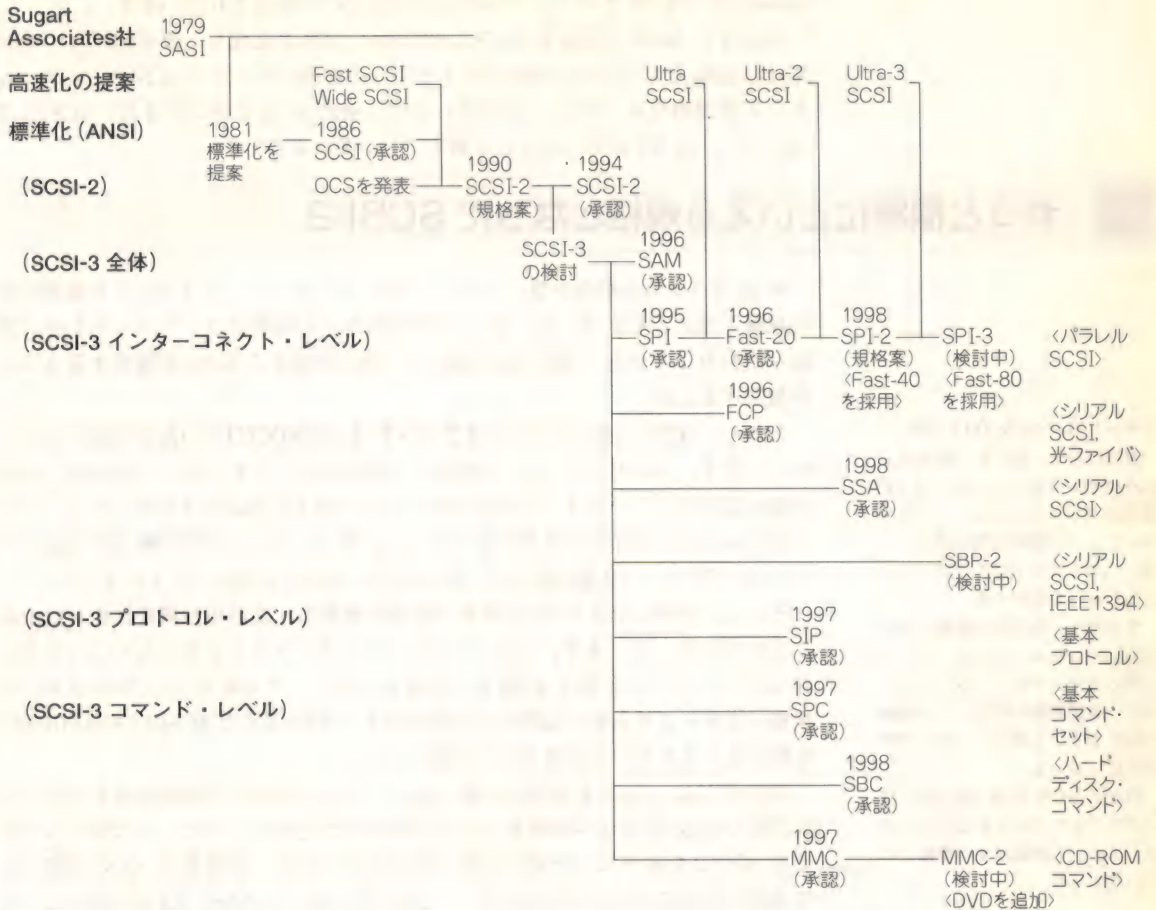 Sugart
Associates社
1979
SASI
高速化の提案
Fast SCSI
Wide SCSI
Ultra
SCSI
Ultra-2
SCSI
Ultra-3
SCSI
標準化 (ANSI)
1981
標準化を
提案
1986
SCSI(承認)
(SCSI-2)
OCSを発表
1990
SCSI-2
(規格案)
1994
SCSI-2
(承認)
(SCSI-3 全体)
SCSI-3
の検討
1996
SAM
(承認)
(SCSI-3 インターコネクト・レベル)
1995
SPI
(承認)
1996
Fast-20
(承認)
1998
SPI-2
(規格案)
〈Fast-40
を採用〉
SPI-3
(検討中)
〈Fast-80
を採用〉
〈パラレル
SCSI〉
1996
FCP
(承認)
〈シリアル
SCSI,
光ファイバ〉
1998
SSA
(承認)
〈シリアル
SCSI〉
SBP-2
(検討中)
〈シリアル
SCSI,
IEEE1394〉
(SCSI-3 プロトコル・レベル)
1997
SIP
(承認)
〈基本
プロトコル〉
(SCSI-3 コマンド・レベル)
1997
SPC
(承認)
〈基本
コマンド・
セット〉
1998
SBC
(承認)
〈ハード
ディスク・
コマンド〉
1997
MMC
(承認)
MMC-2
(検討中)
〈DVDを追加〉
〈CD-ROM
コマンド〉